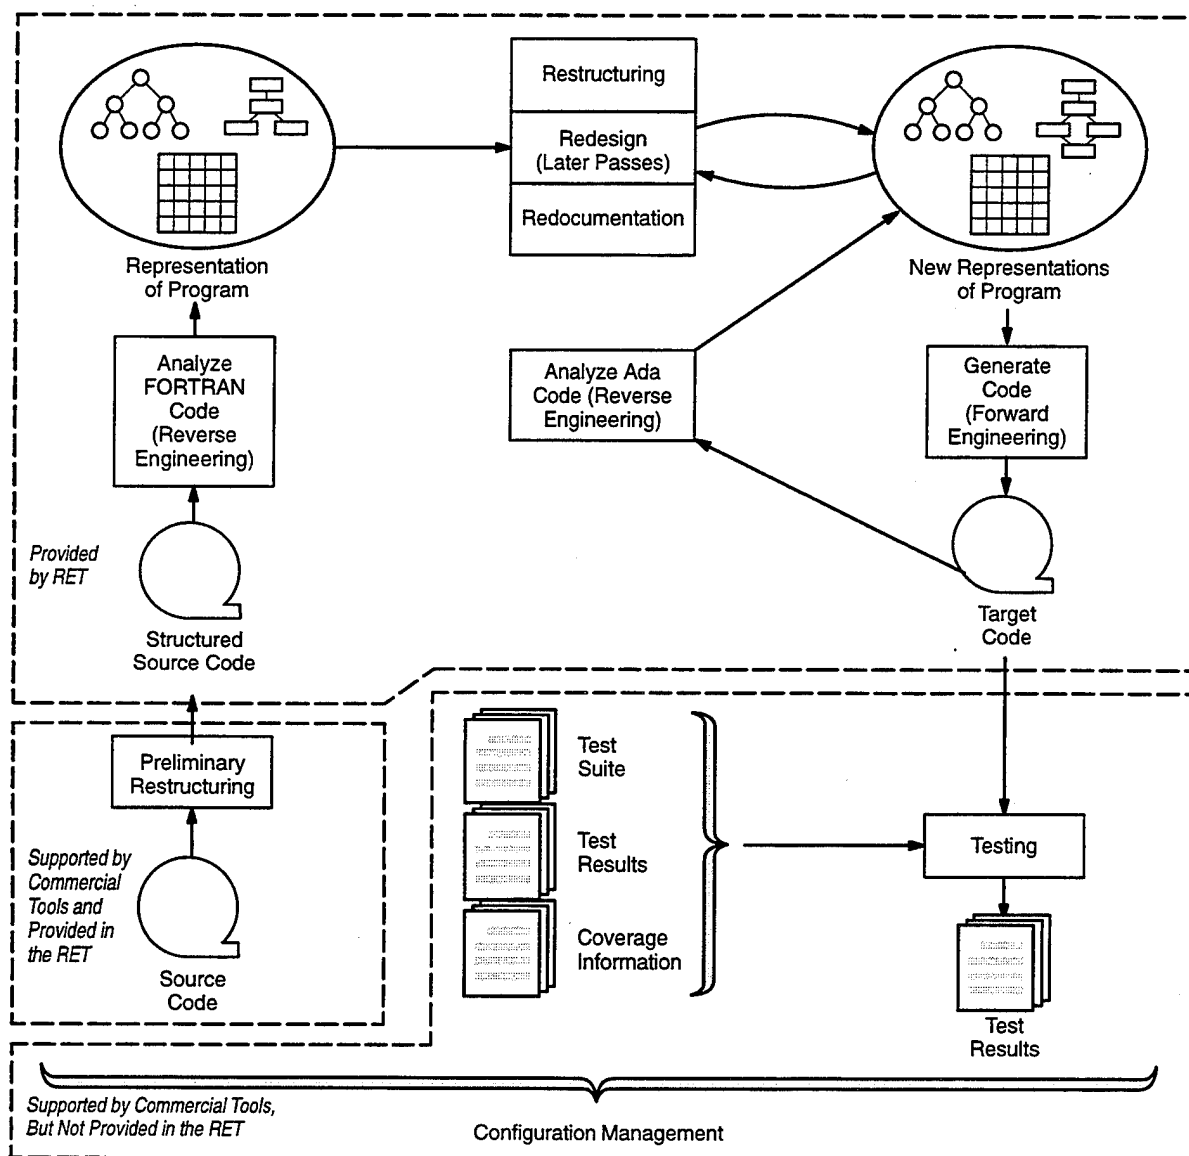 Restructuring
Redesign
(Later Passes)
Redocumentation
Representation
of Program
New Representations
of Program
Analyze
FORTRAN
Code
(Reverse
Engineering)
Analyze Ada
Code (Reverse
Engineering)
Generate
Code
(Forward
Engineering)
Provided
by RET
Structured
Source Code
Target
Code
Preliminary
Restructuring
Supported by
Commercial
Tools and
Provided in
the RET
Source
Code
Test
Suite
Test
Results
Coverage
Information
Testing
Test
Results
Supported by Commercial Tools,
But Not Provided in the RET
Configuration Management